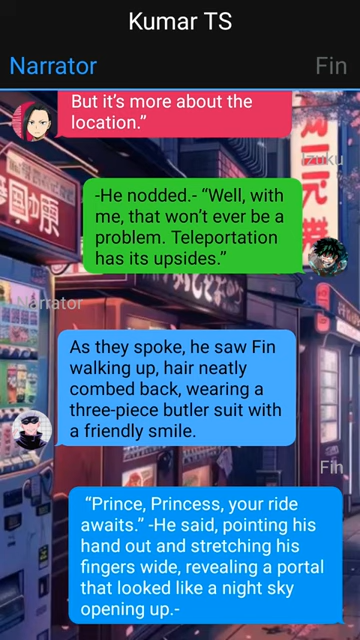 Kumar TS
Narrator
Fin
But it’s more about the
location.”
Izuku
-He nodded.- “Well, with
me, that won’t ever be a
problem. Teleportation
has its upsides.”
Narrator
As they spoke, he saw Fin
walking up, hair neatly
combed back, wearing a
three-piece butler suit with
a friendly smile.
Fin
“Prince, Princess, your ride
awaits.” -He said, pointing his
hand out and stretching his
fingers wide, revealing a portal
that looked like a night sky
opening up.-